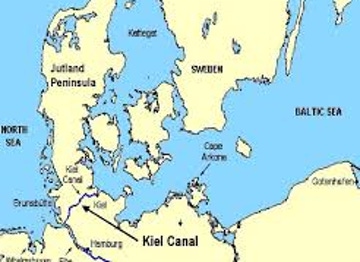 Kattegat
Jutland
Peninsula
SWEDEN
BALTIC SEA
NORTH
SEA
Cape
Arkona
Kiel
Canal
Gotenhafen
Brunsbüttel
Kiel
Kiel Canal
Hamburg
Wilhelmshaven
Elbe